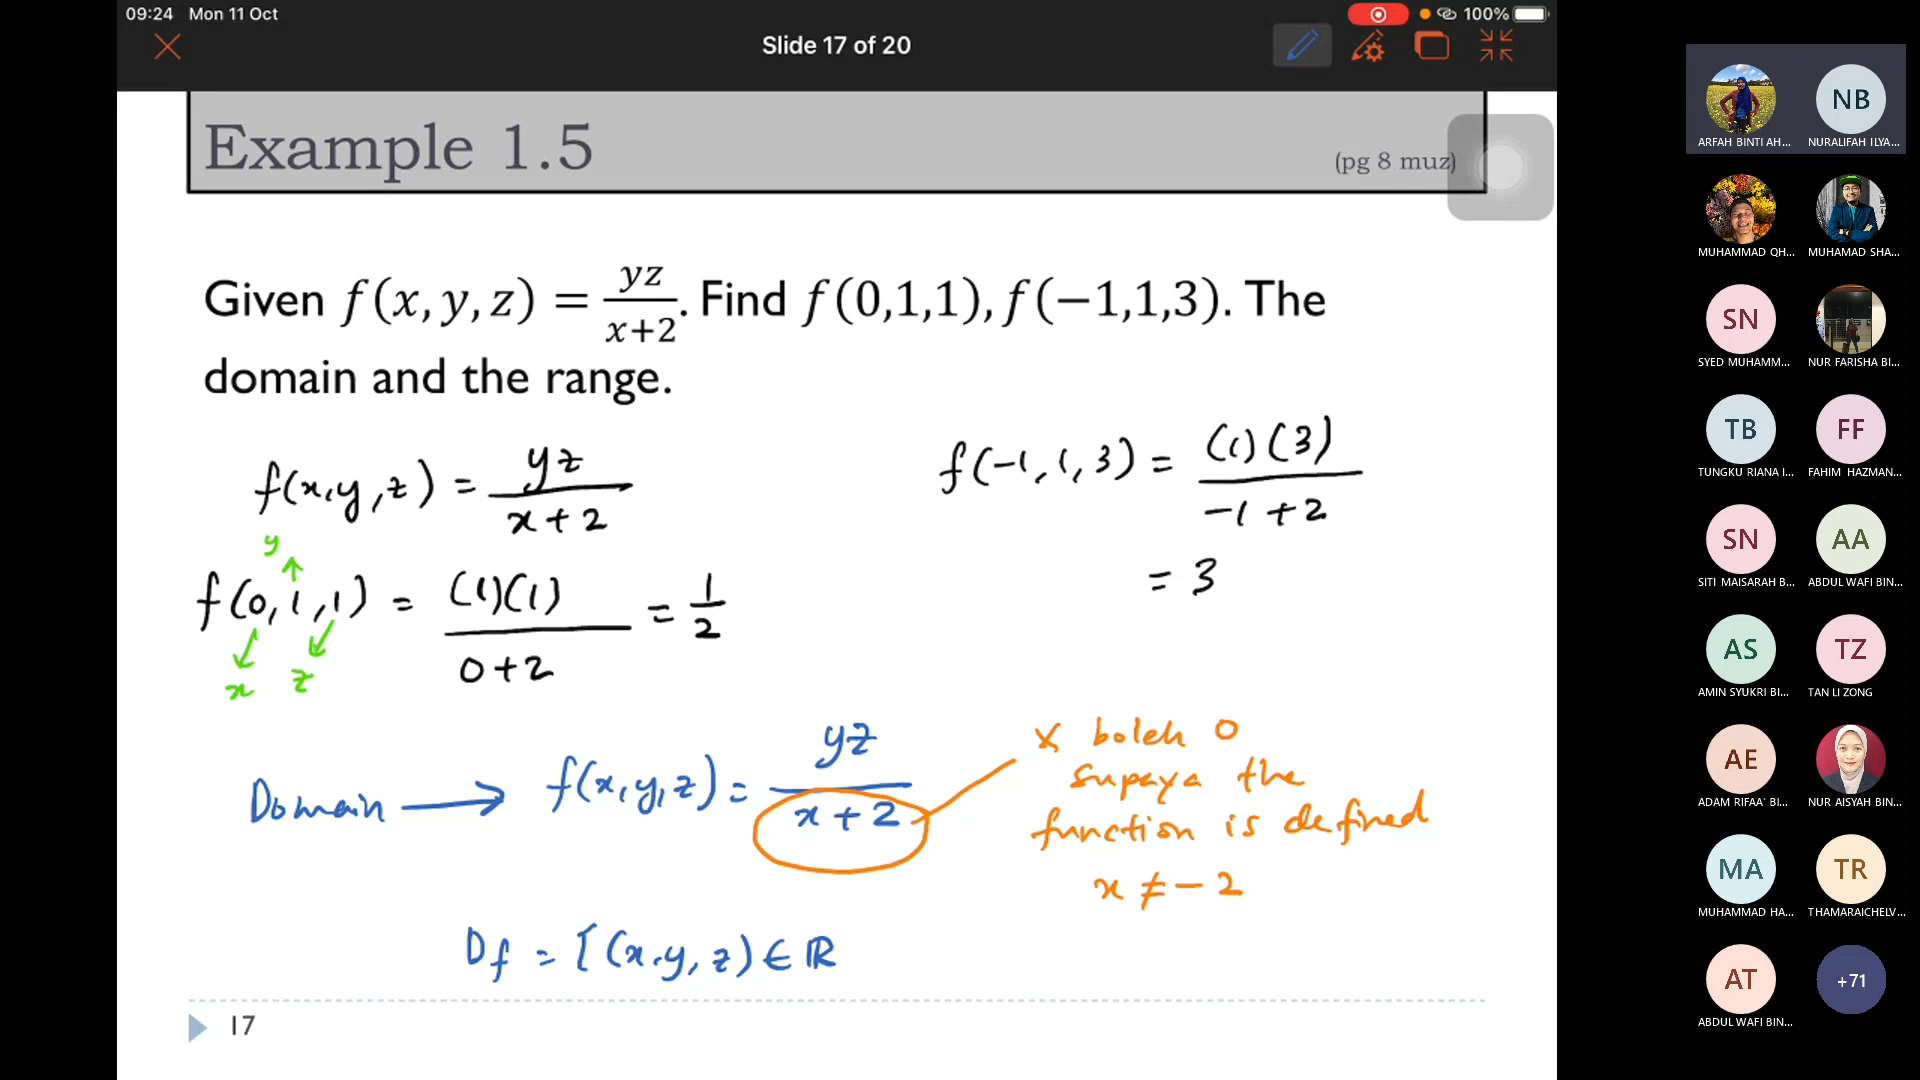 09:24 Mon 11 Oct
100%
Slide 17 of 20
Example 1.5
(pg 8 muz)
Given f(x, y, z) = yz/x+2. Find f(0,1,1), f(−1,1,3). The
domain and the range.
f(x,y,z) = yz/x+2
y
f(0,1,1) = (1)(1)/0+2 = 1/2
x z
f(-1,1,3) = (1)(3)/-1+2
= 3
Domain → f(x,y,z) = yz/x+2
x boleh 0
supaya the
function is defined
x ≠ -2
Df = [(x,y,z) ∈ ℝ
17
ARFAH BINTI AH...
NB
NURALIFAH ILYA...
MUHAMMAD QH...
MUHAMAD SHA...
SN
SYED MUHAMM...
NUR FARISHA BI...
TB
TUNGKU RIANA I...
FF
FAHIM HAZMAN...
SN
SITI MAISARAH B...
AA
ABDUL WAFI BIN...
AS
AMIN SYUKRI BI...
TZ
TAN LI ZONG
AE
ADAM RIFAA` BI...
NUR AISYAH BIN...
MA
MUHAMMAD HA...
TR
THAMARAICHELV...
AT
ABDUL WAFI BIN...
+71